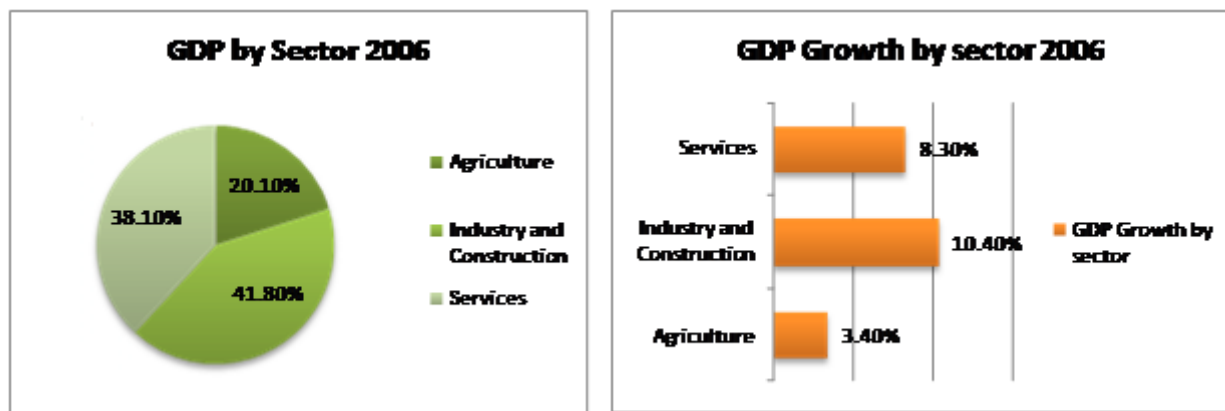 GDP by Sector 2006
20.10%
38.10%
41.80%
Agriculture
Industry and
Construction
Services
GDP Growth by sector 2006
Services
8.30%
Industry and
Construction
10.40%
Agriculture
3.40%
GDP Growth by
sector